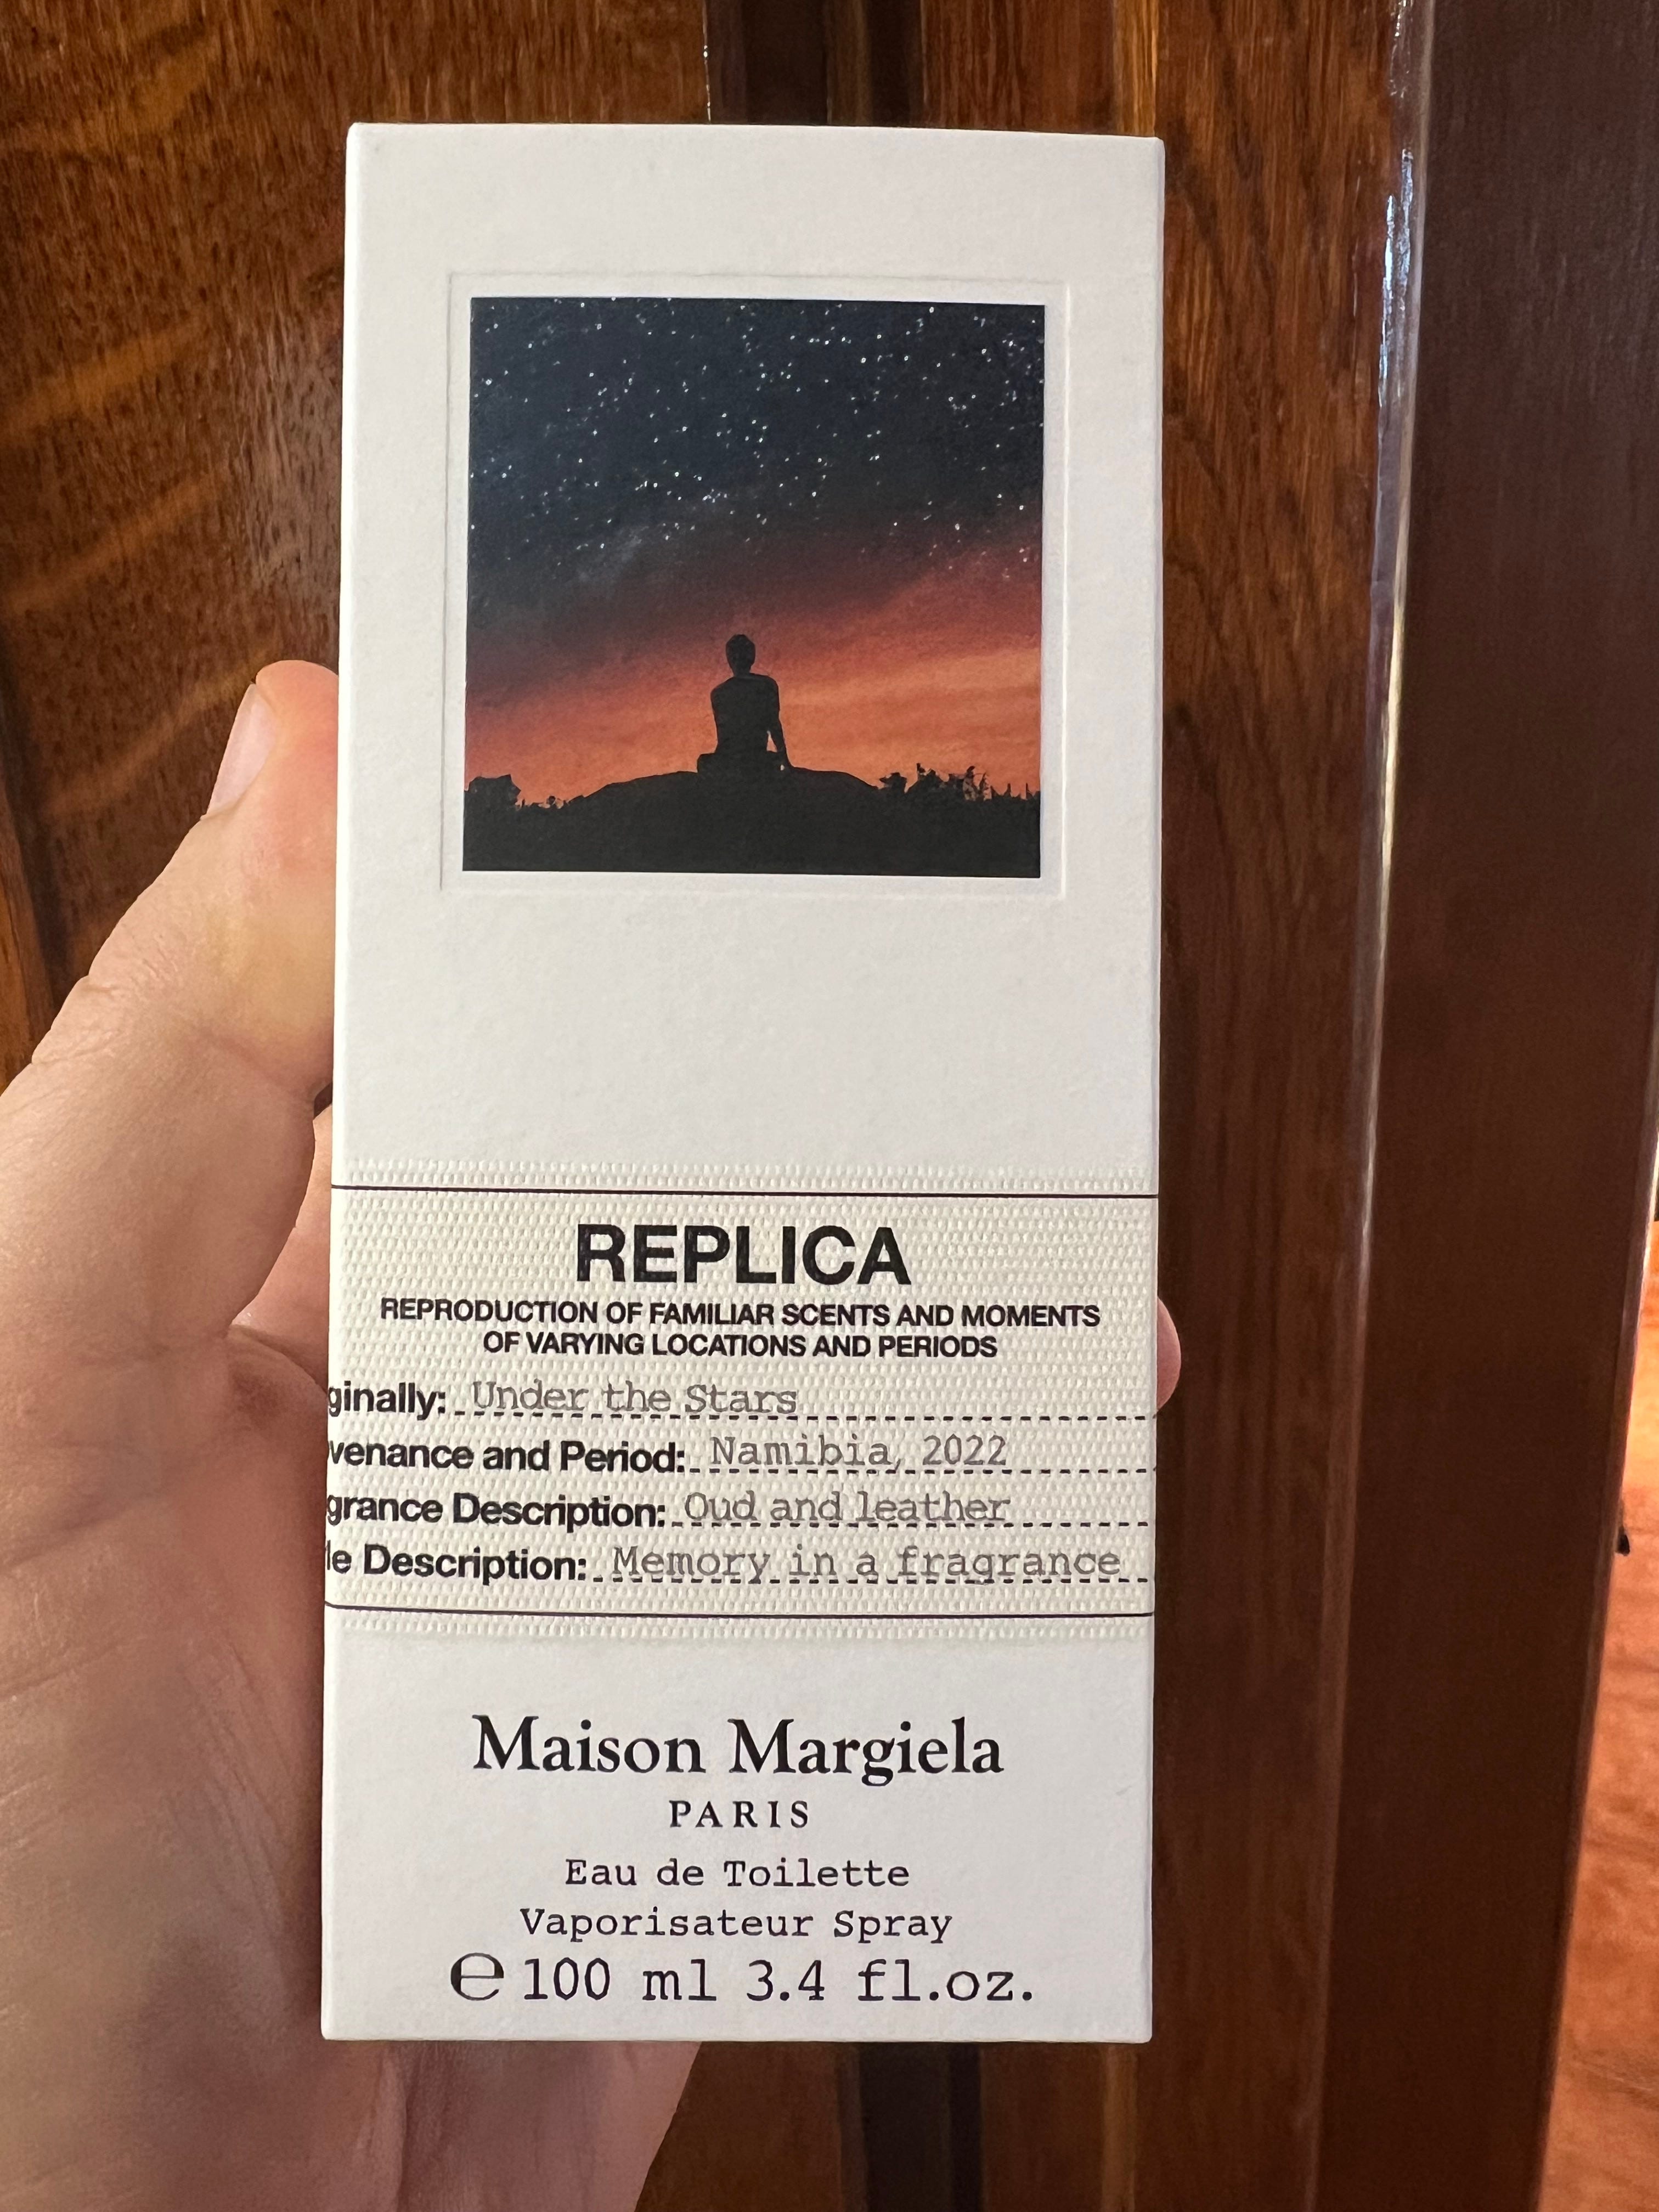 REPLICA
REPRODUCTION OF FAMILIAR SCENTS AND MOMENTS
OF VARYING LOCATIONS AND PERIODS
ginally: Under the Stars
venance and Period: Namibia, 2022
grance Description: Oud and leather
le Description: Memory in a fragrance
Maison Margiela
PARIS
Eau de Toilette
Vaporisateur Spray
℮ 100 ml 3.4 fl.oz.